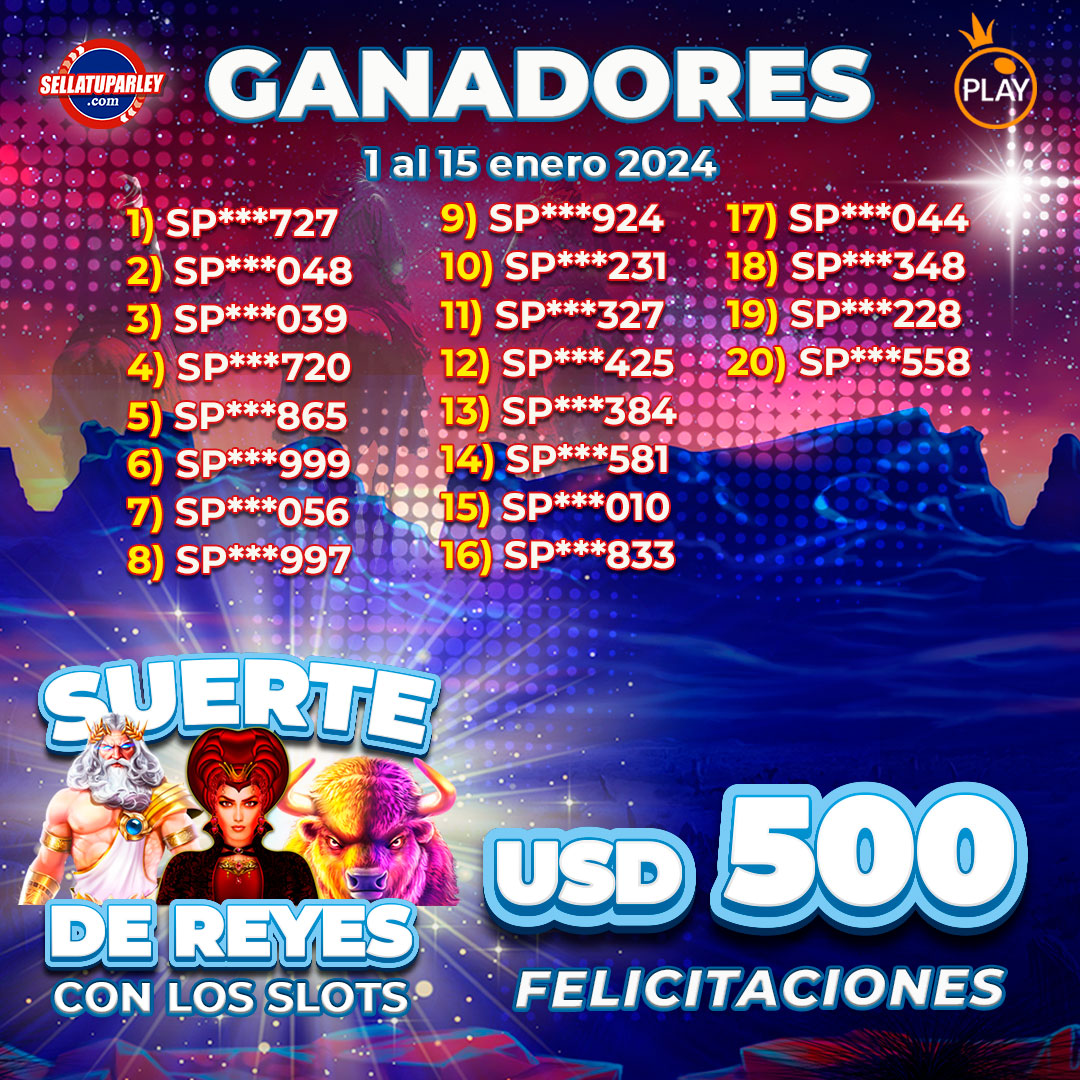 SELLATUPARLEY
.com
GANADORES
PLAY
1 al 15 enero 2024
1) SP***727
2) SP***048
3) SP***039
4) SP***720
5) SP***865
6) SP***999
7) SP***056
8) SP***997
9) SP***924
10) SP***231
11) SP***327
12) SP***425
13) SP***384
14) SP***581
15) SP***010
16) SP***833
17) SP***044
18) SP***348
19) SP***228
20) SP***558
SUERTE
DE REYES
CON LOS SLOTS
USD 500
FELICITACIONES